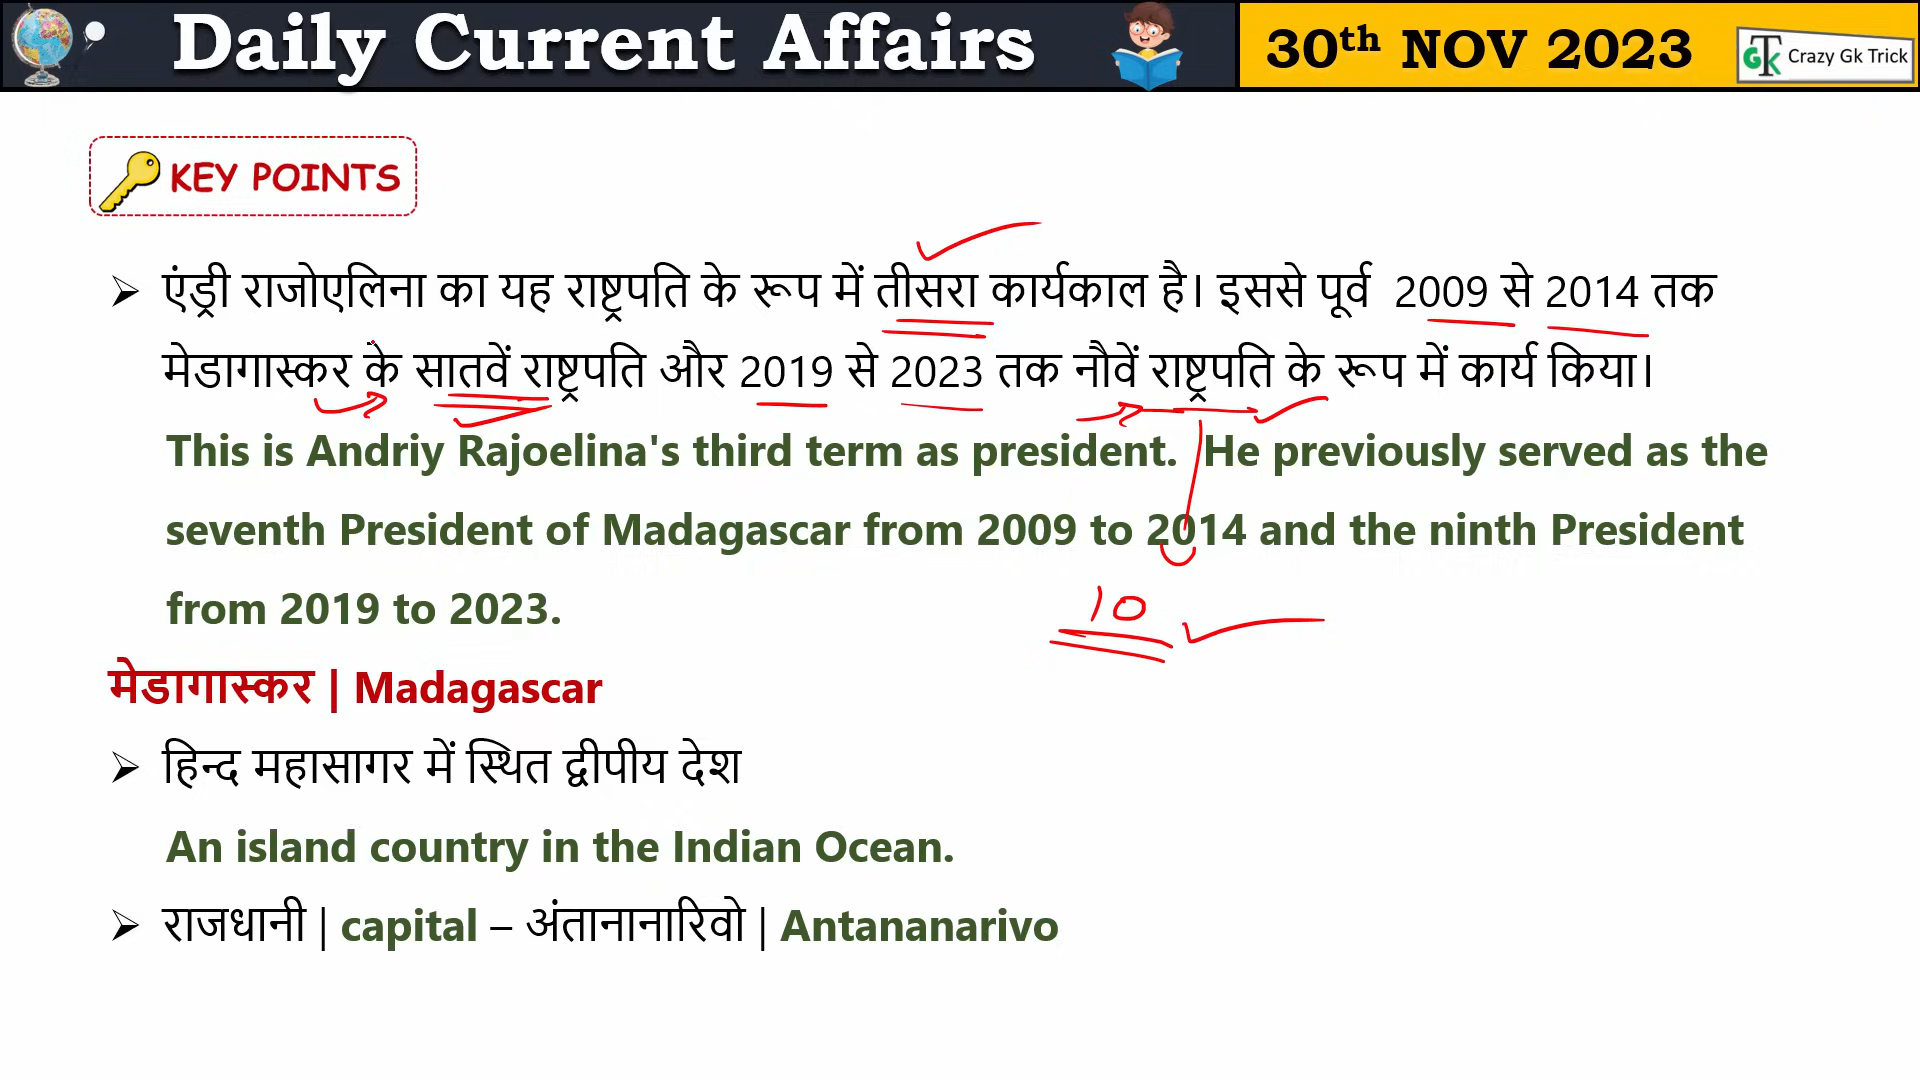 Daily Current Affairs
30th NOV 2023
GK Crazy Gk Trick
KEY POINTS
➢ एंड्री राजोएलिना का यह राष्ट्रपति के रूप में तीसरा कार्यकाल है। इससे पूर्व 2009 से 2014 तक
मेडागास्कर के सातवें राष्ट्रपति और 2019 से 2023 तक नौवें राष्ट्रपति के रूप में कार्य किया।
This is Andriy Rajoelina's third term as president. He previously served as the
seventh President of Madagascar from 2009 to 2014 and the ninth President
from 2019 to 2023.
10
मेडागास्कर | Madagascar
➢ हिन्द महासागर में स्थित द्वीपीय देश
An island country in the Indian Ocean.
➢ राजधानी | capital – अंतानानारिवो | Antananarivo